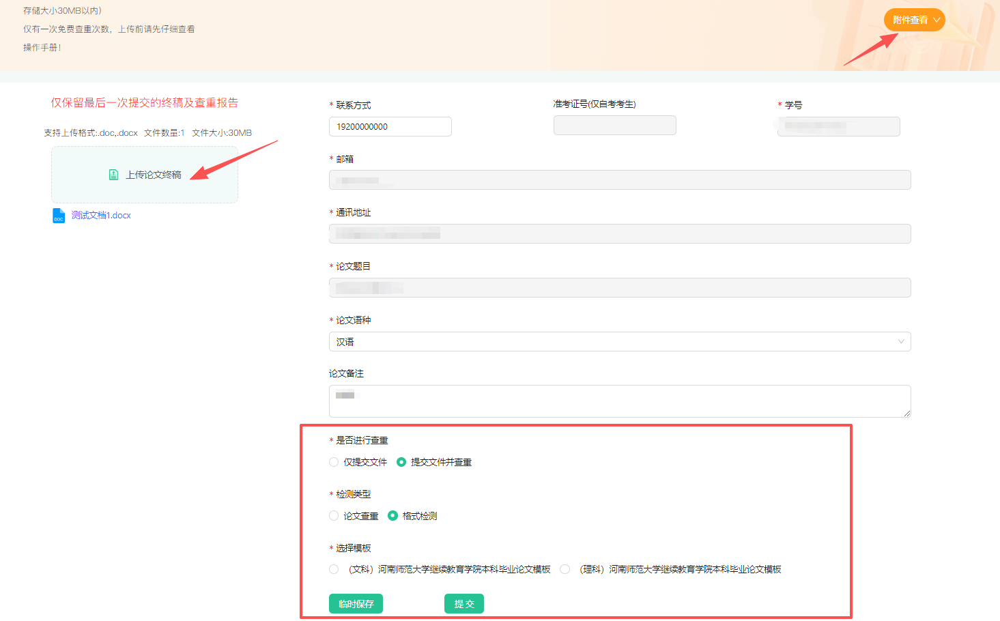 存储大小30MB以内）
仅有一次免费查重次数，上传前请先仔细查看
操作手册！
附件查看
仅保留最后一次提交的终稿及查重报告
支持上传格式:.doc,.docx 文件数量:1 文件大小:30MB
上传论文终稿
DOC 测试文档1.docx
* 联系方式
19200000000
准考证号(仅自考考生)
* 学号
* 邮箱
* 通讯地址
* 论文题目
* 论文语种
汉语
论文备注
* 是否进行查重
仅提交文件 提交文件并查重
* 检测类型
论文查重 格式检测
* 选择模板
（文科）河南师范大学继续教育学院本科毕业论文模板 （理科）河南师范大学继续教育学院本科毕业论文模板
临时保存 提 交